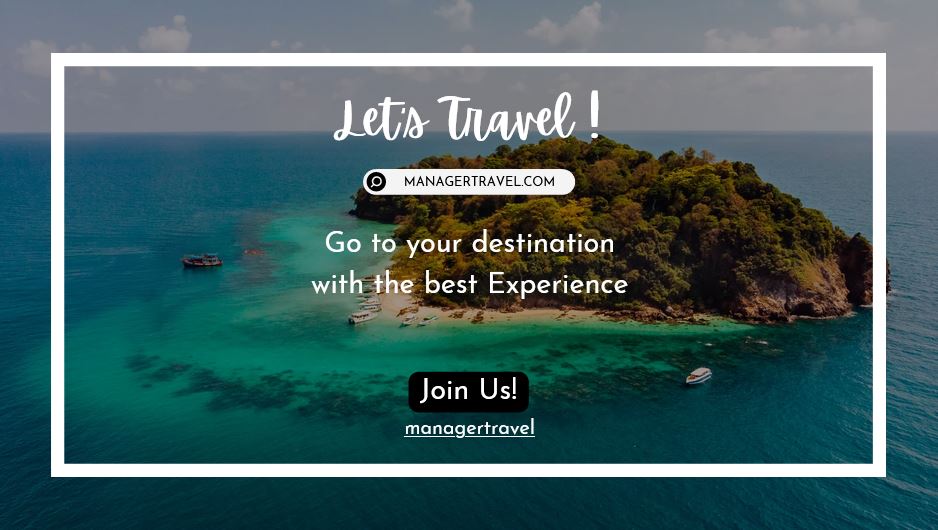 Let's Travel !
MANAGERTRAVEL.COM
Go to your destination
with the best Experience
Join Us!
managertravel